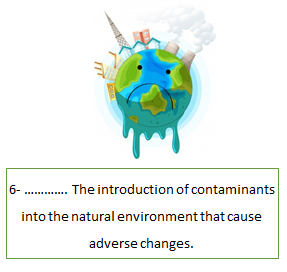 6- …………. The introduction of contaminants
into the natural environment that cause
adverse changes.